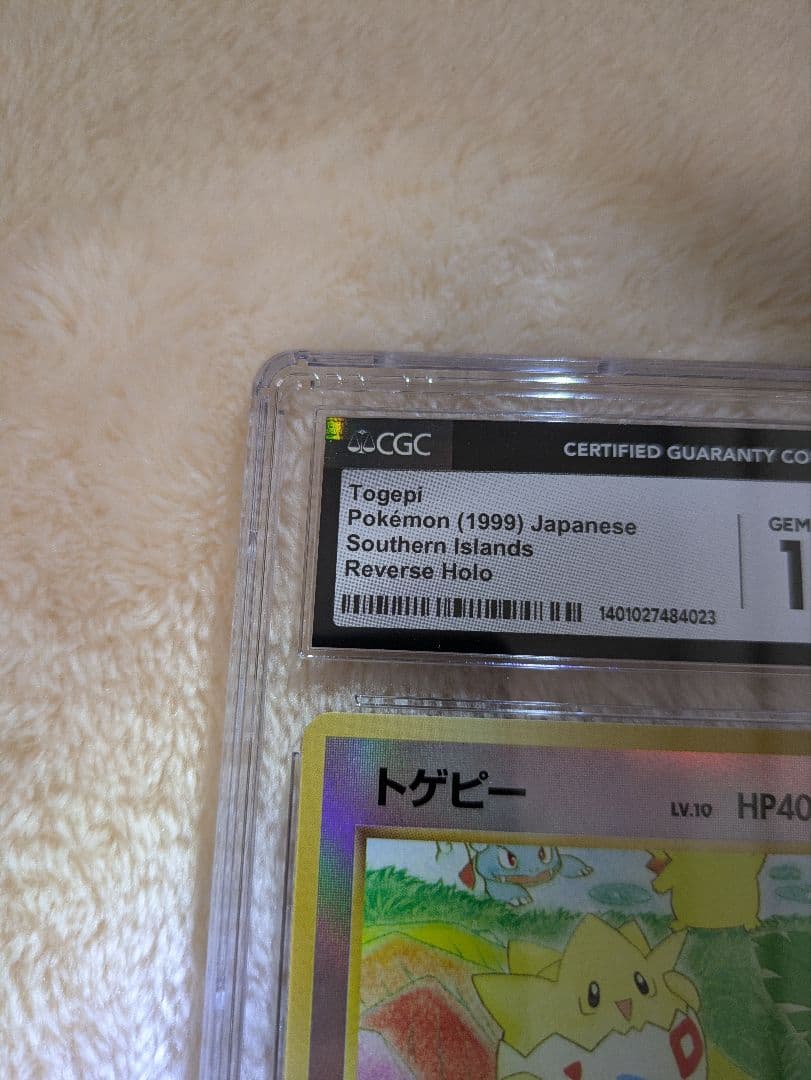 CGC
CERTIFIED GUARANTY CO
Togepi
Pokémon (1999) Japanese
Southern Islands
Reverse Holo
GEM
1
1401027484023
トゲピー
LV.10 HP40